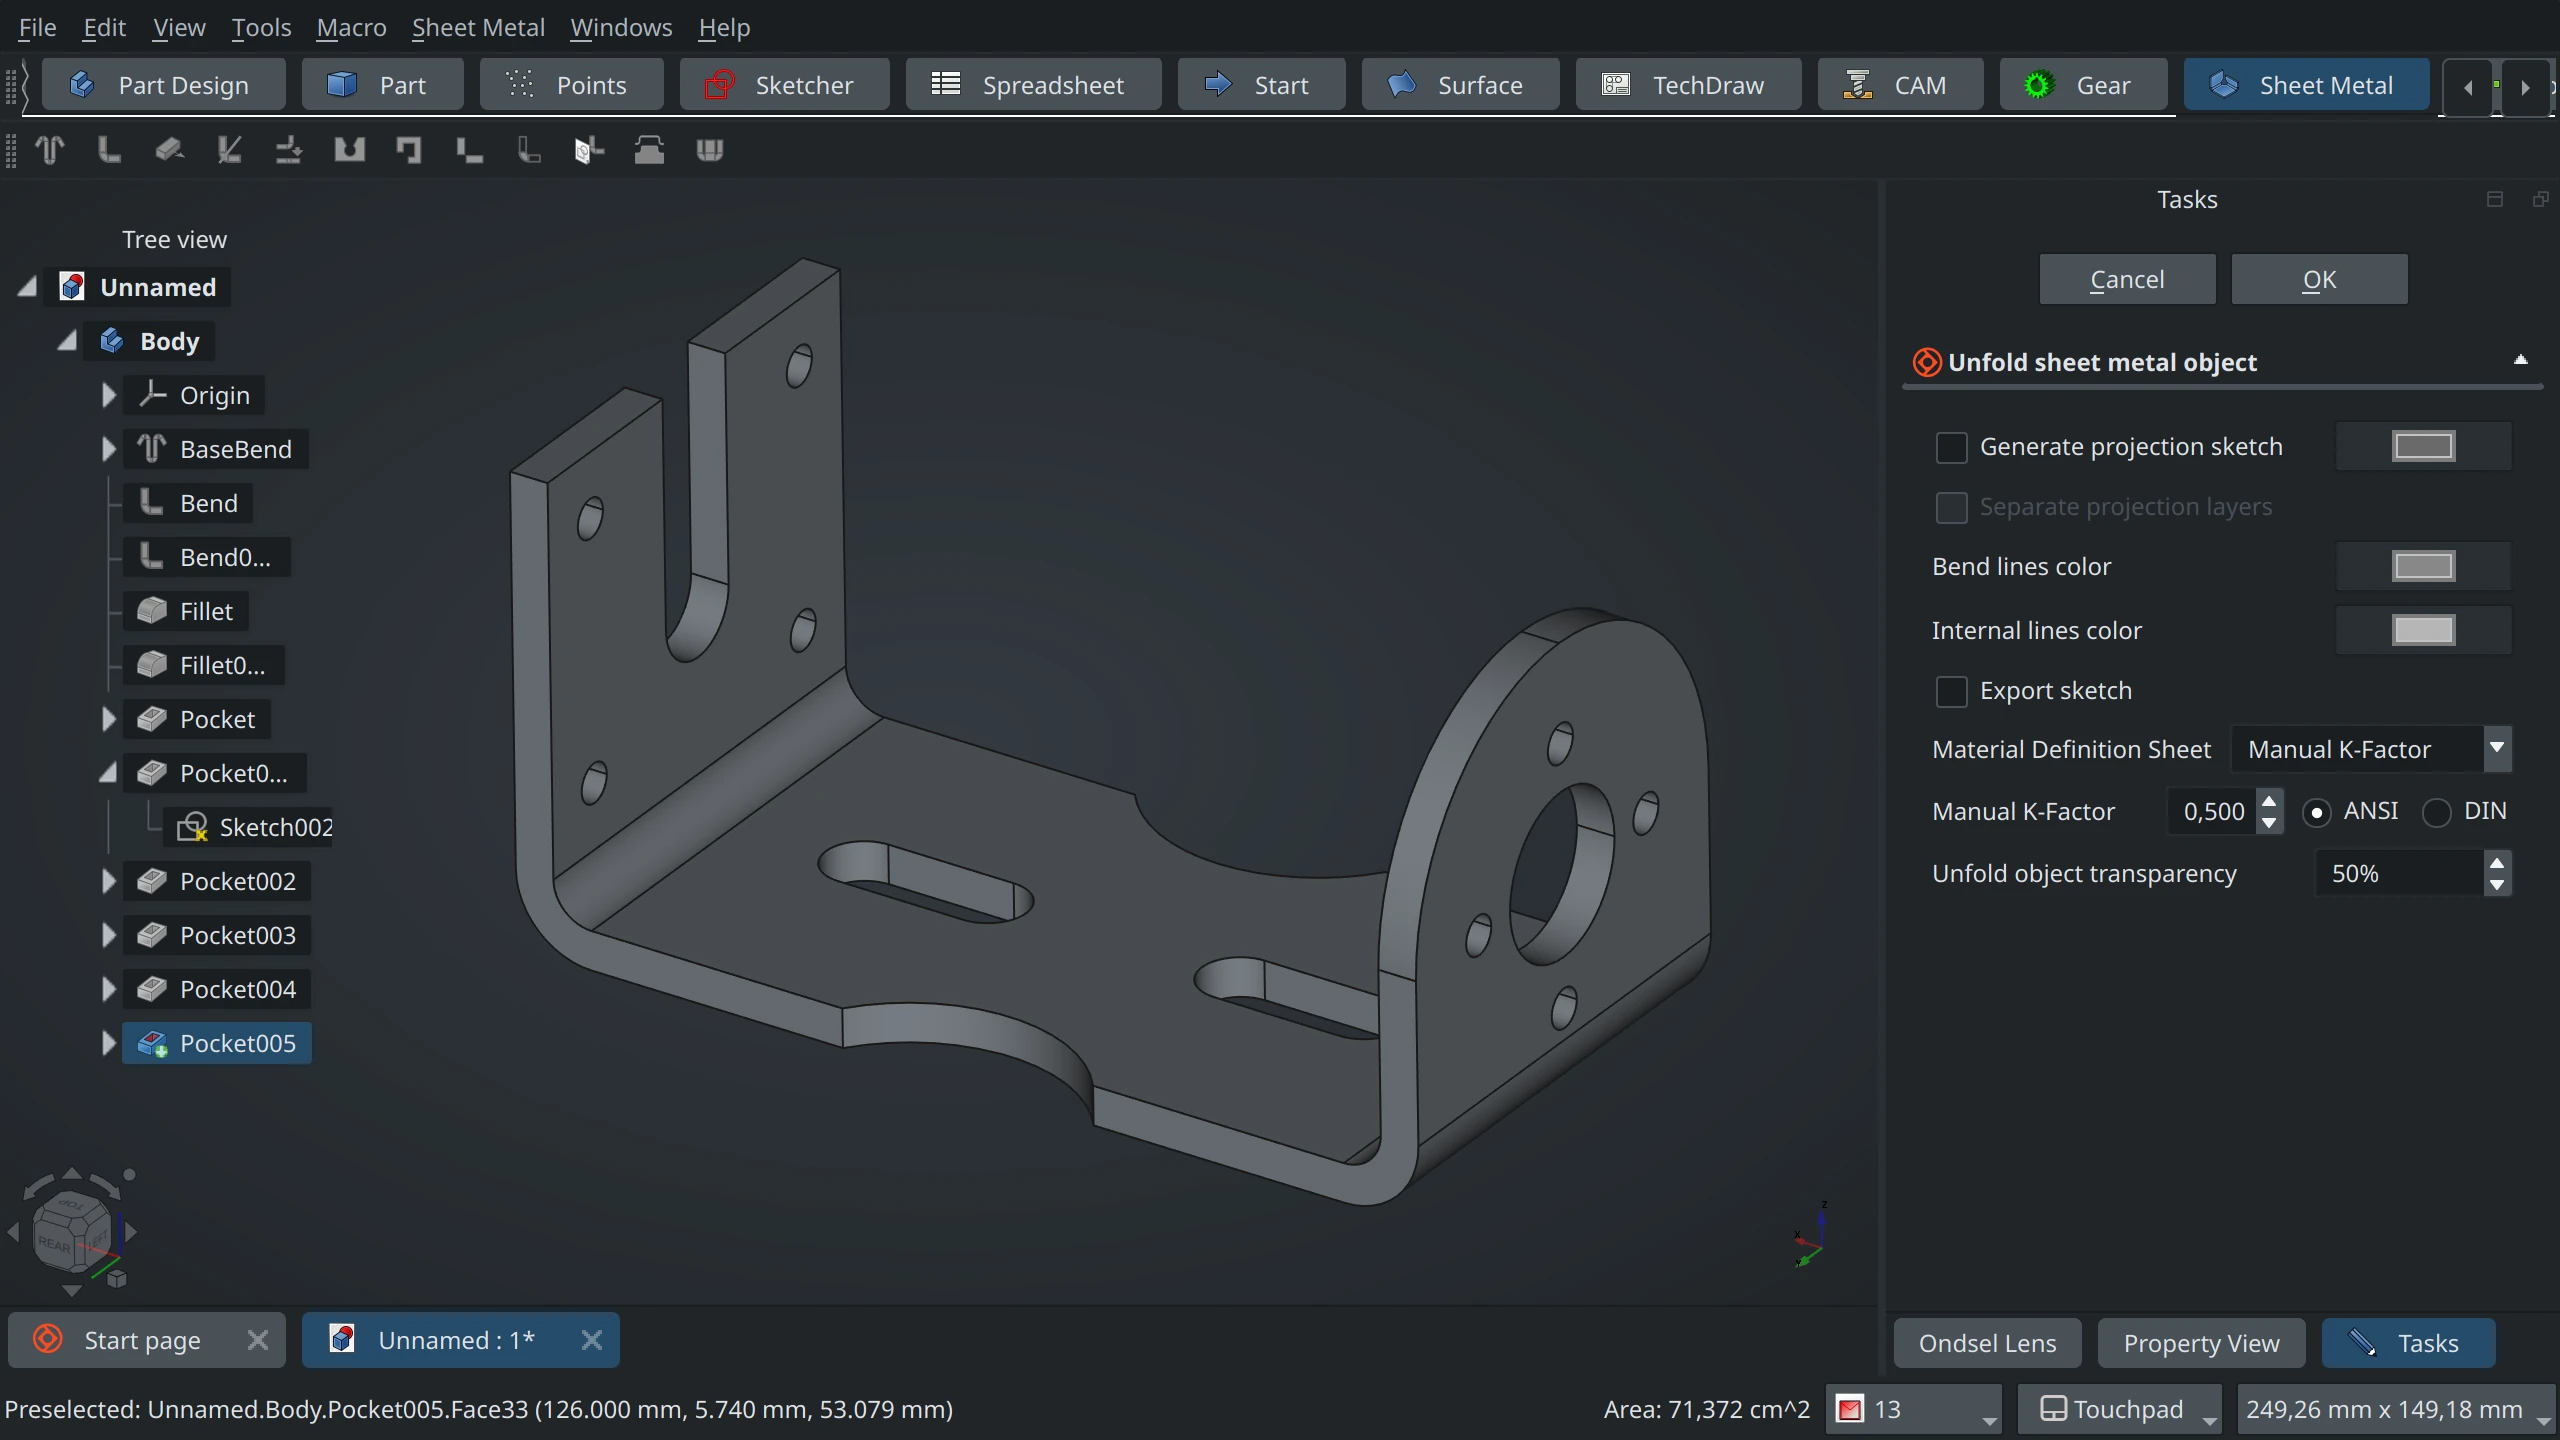 File Edit View Tools Macro Sheet Metal Windows Help
Part Design Part Points Sketcher Spreadsheet Start Surface TechDraw CAM Gear Sheet Metal
Tree view
Unnamed
Body
Origin
BaseBend
Bend
Bend0...
Fillet
Fillet0...
Pocket
Pocket0...
Sketch002
Pocket002
Pocket003
Pocket004
Pocket005
TOP
REAR LEFT
z
x
Y
Tasks
Cancel OK
Unfold sheet metal object
Generate projection sketch
Separate projection layers
Bend lines color
Internal lines color
Export sketch
Material Definition Sheet Manual K-Factor
Manual K-Factor 0,500 ANSI DIN
Unfold object transparency 50%
Start page Unnamed : 1*
Ondsel Lens Property View Tasks
Preselected: Unnamed.Body.Pocket005.Face33 (126.000 mm, 5.740 mm, 53.079 mm) Area: 71,372 cm^2 13 Touchpad 249,26 mm x 149,18 mm